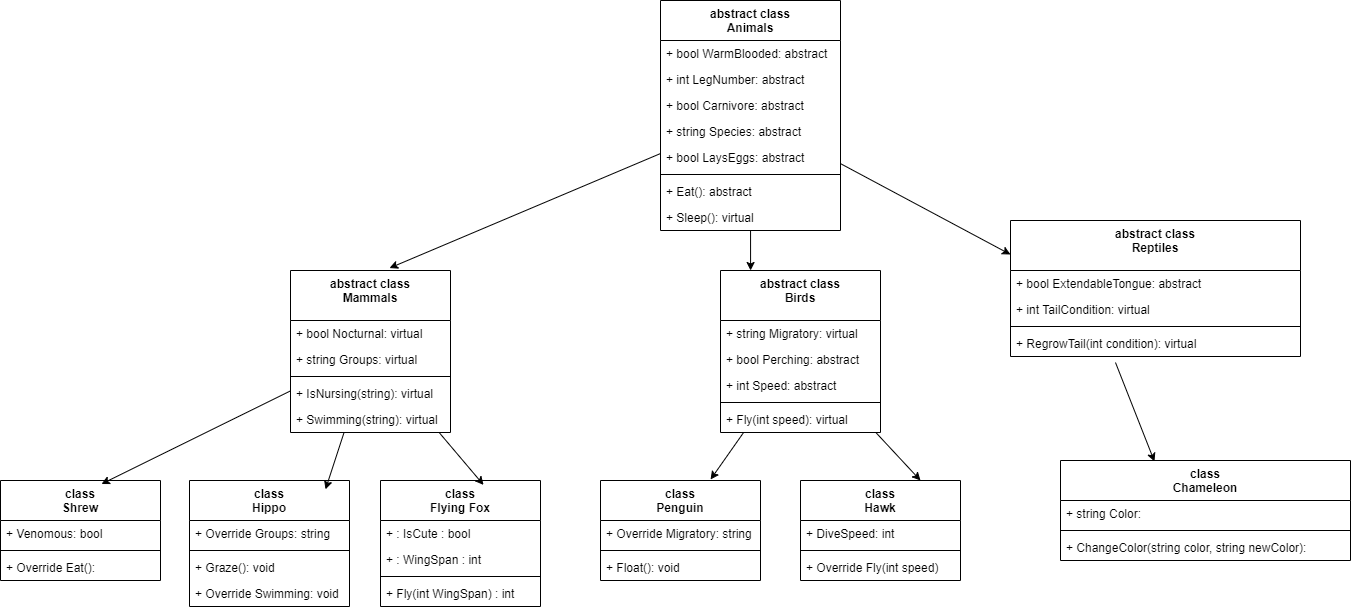 abstract class
Animals
+ bool WarmBlooded: abstract
+ int LegNumber: abstract
+ bool Carnivore: abstract
+ string Species: abstract
+ bool LaysEggs: abstract
+ Eat(): abstract
+ Sleep(): virtual
abstract class
Mammals
+ bool Nocturnal: virtual
+ string Groups: virtual
+ IsNursing(string): virtual
+ Swimming(string): virtual
abstract class
Birds
+ string Migratory: virtual
+ bool Perching: abstract
+ int Speed: abstract
+ Fly(int speed): virtual
abstract class
Reptiles
+ bool ExtendableTongue: abstract
+ int TailCondition: virtual
+ RegrowTail(int condition): virtual
class
Shrew
+ Venomous: bool
+ Override Eat():
class
Hippo
+ Override Groups: string
+ Graze(): void
+ Override Swimming: void
class
Flying Fox
+ : IsCute : bool
+ : WingSpan : int
+ Fly(int WingSpan) : int
class
Penguin
+ Override Migratory: string
+ Float(): void
class
Hawk
+ DiveSpeed: int
+ Override Fly(int speed)
class
Chameleon
+ string Color:
+ ChangeColor(string color, string newColor):